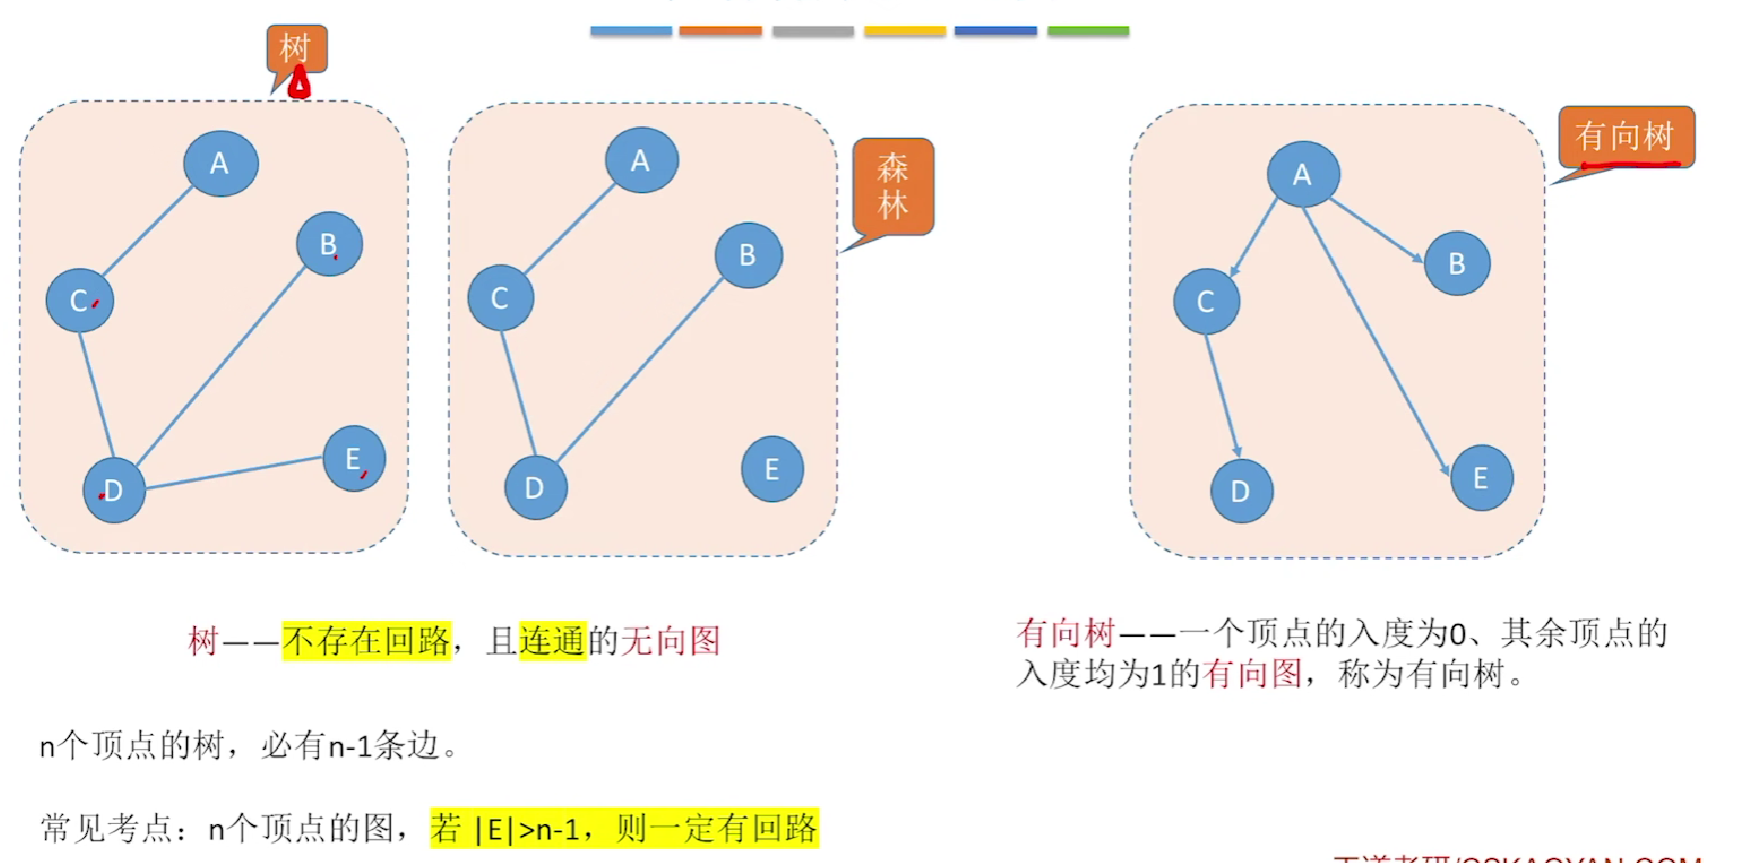 树
A
B
C
D
E
A
B
C
D
E
森
林
A
B
C
D
E
有向树
树——不存在回路，且连通的无向图
有向树——一个顶点的入度为0、其余顶点的
入度均为1的有向图，称为有向树。
n个顶点的树，必有n-1条边。
常见考点：n个顶点的图，若 |E|>n-1，则一定有回路